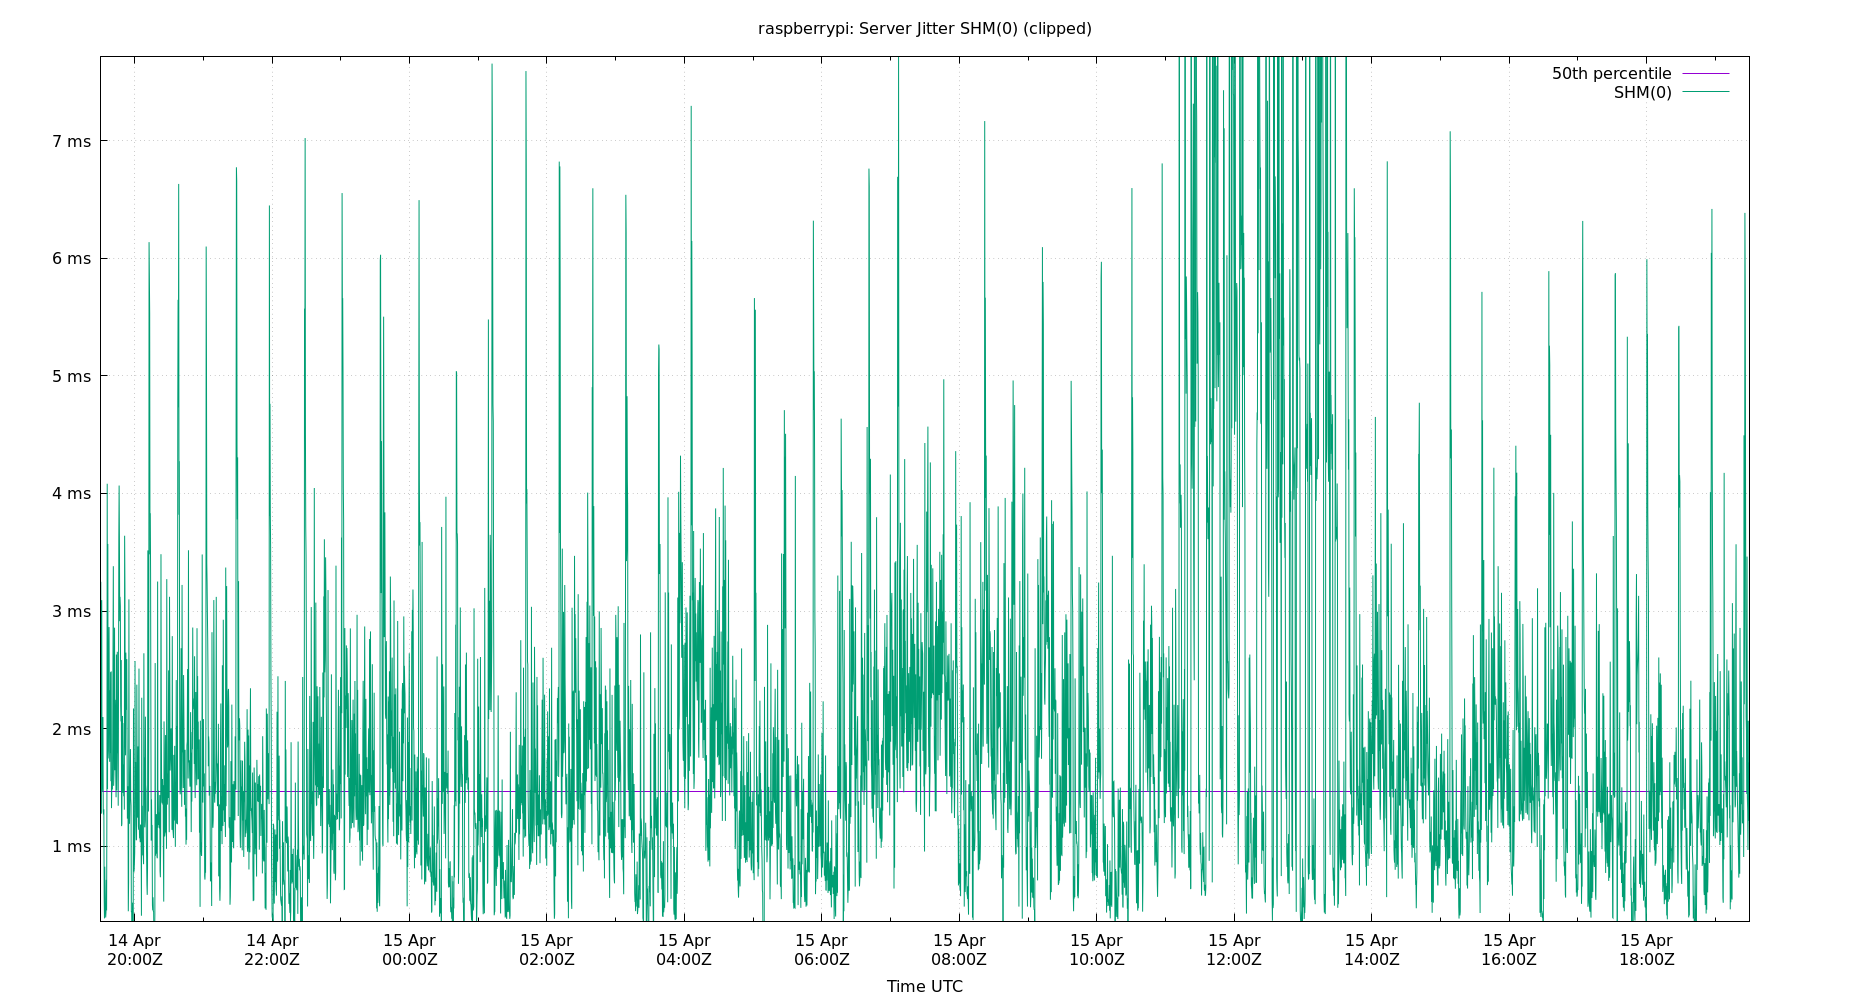 raspberrypi: Server Jitter SHM(0) (clipped)
50th percentile
SHM(0)
7 ms
6 ms
5 ms
4 ms
3 ms
2 ms
1 ms
14 Apr 14 Apr 15 Apr 15 Apr 15 Apr 15 Apr 15 Apr 15 Apr 15 Apr 15 Apr 15 Apr 15 Apr
20:00Z 22:00Z 00:00Z 02:00Z 04:00Z 06:00Z 08:00Z 10:00Z 12:00Z 14:00Z 16:00Z 18:00Z
Time UTC